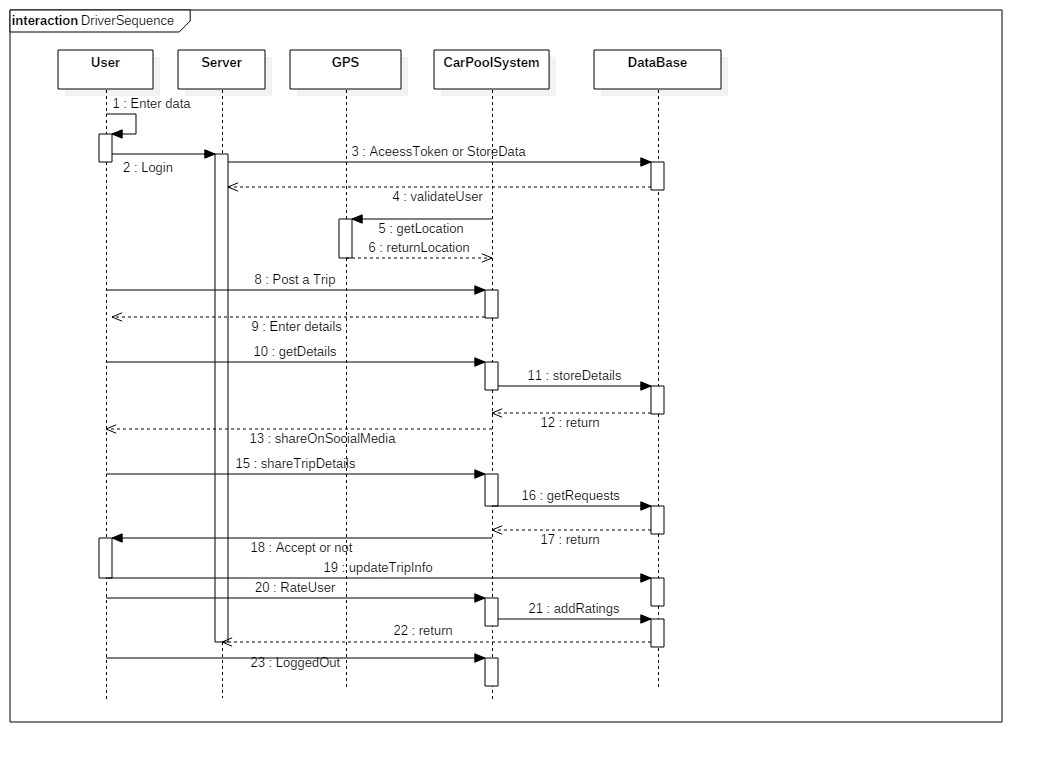 interaction DriverSequence
User
Server
GPS
CarPoolSystem
DataBase
1 : Enter data
2 : Login
3 : AceessToken or StoreData
4 : validateUser
5 : getLocation
6 : returnLocation
8 : Post a Trip
9 : Enter details
10 : getDetails
11 : storeDetails
12 : return
13 : shareOnSocialMedia
15 : shareTripDetails
16 : getRequests
17 : return
18 : Accept or not
19 : updateTripInfo
20 : RateUser
21 : addRatings
22 : return
23 : LoggedOut